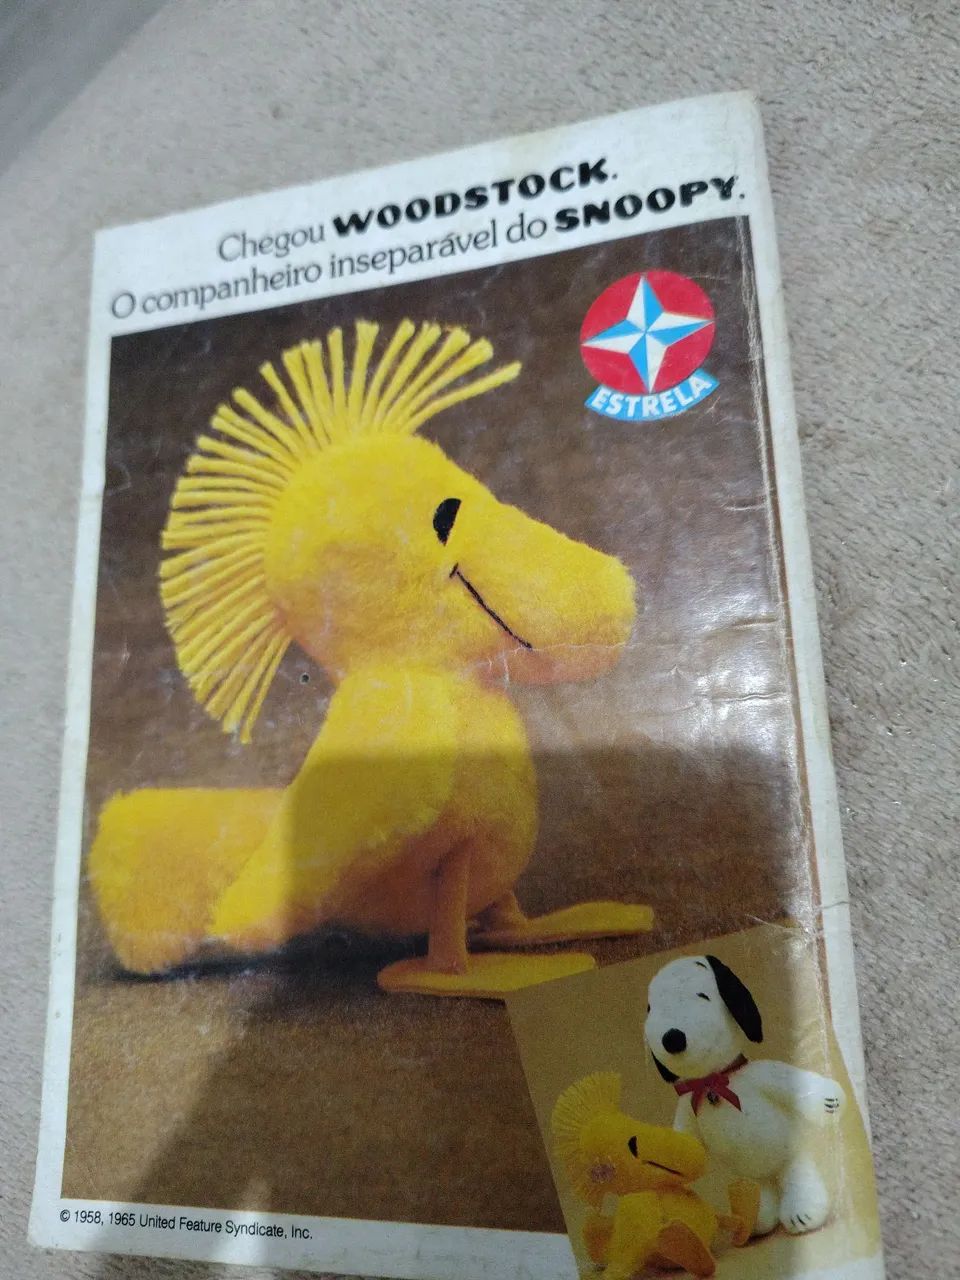 Chegou WOODSTOCK.
O companheiro inseparável do SNOOPY.
ESTRELA
© 1958, 1965 United Feature Syndicate, Inc.